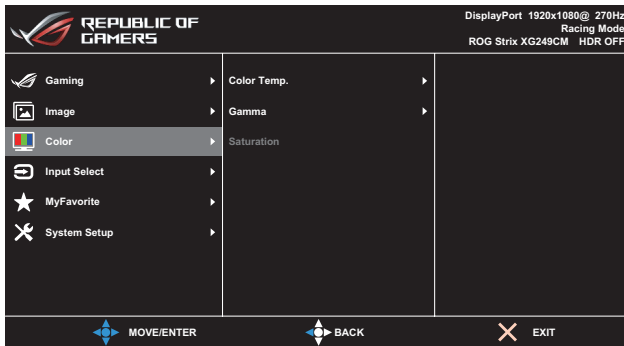 REPUBLIC OF
GAMERS
DisplayPort 1920x1080@ 270Hz
Racing Mode
ROG Strix XG249CM HDR OFF
Gaming
Image
Color
Input Select
MyFavorite
System Setup
Color Temp.
Gamma
Saturation
MOVE/ENTER
BACK
EXIT